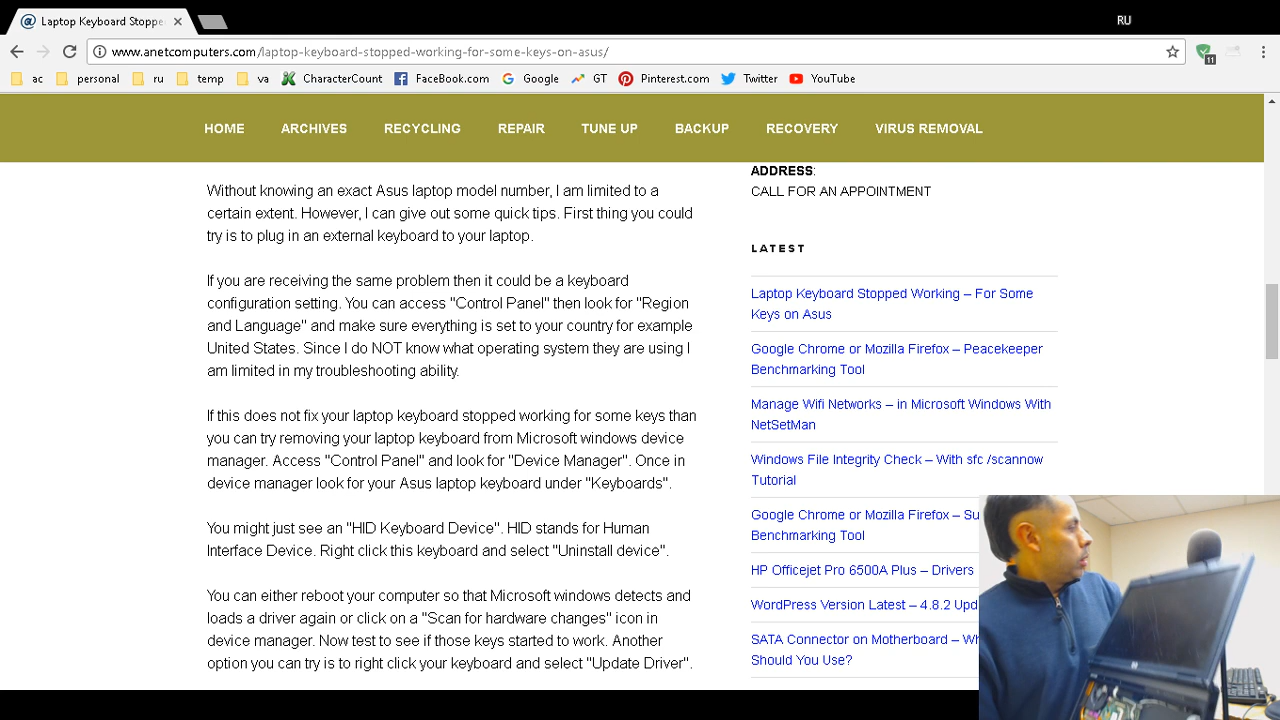 RU
Laptop Keyboard Stoppe
www.anetcomputers.com/laptop-keyboard-stopped-working-for-some-keys-on-asus/
11
ac personal ru temp va CharacterCount FaceBook.com Google GT Pinterest.com Twitter YouTube
HOME ARCHIVES RECYCLING REPAIR TUNE UP BACKUP RECOVERY VIRUS REMOVAL
Without knowing an exact Asus laptop model number, I am limited to a
certain extent. However, I can give out some quick tips. First thing you could
try is to plug in an external keyboard to your laptop.
If you are receiving the same problem then it could be a keyboard
configuration setting. You can access "Control Panel" then look for "Region
and Language" and make sure everything is set to your country for example
United States. Since I do NOT know what operating system they are using I
am limited in my troubleshooting ability.
If this does not fix your laptop keyboard stopped working for some keys than
you can try removing your laptop keyboard from Microsoft windows device
manager. Access "Control Panel" and look for "Device Manager". Once in
device manager look for your Asus laptop keyboard under "Keyboards".
You might just see an "HID Keyboard Device". HID stands for Human
Interface Device. Right click this keyboard and select "Uninstall device".
You can either reboot your computer so that Microsoft windows detects and
loads a driver again or click on a "Scan for hardware changes" icon in
device manager. Now test to see if those keys started to work. Another
option you can try is to right click your keyboard and select "Update Driver".
ADDRESS:
CALL FOR AN APPOINTMENT
LATEST
Laptop Keyboard Stopped Working – For Some
Keys on Asus
Google Chrome or Mozilla Firefox – Peacekeeper
Benchmarking Tool
Manage Wifi Networks – in Microsoft Windows With
NetSetMan
Windows File Integrity Check – With sfc /scannow
Tutorial
Google Chrome or Mozilla Firefox – Su
Benchmarking Tool
HP Officejet Pro 6500A Plus – Drivers
WordPress Version Latest – 4.8.2 Upd
SATA Connector on Motherboard – Wh
Should You Use?